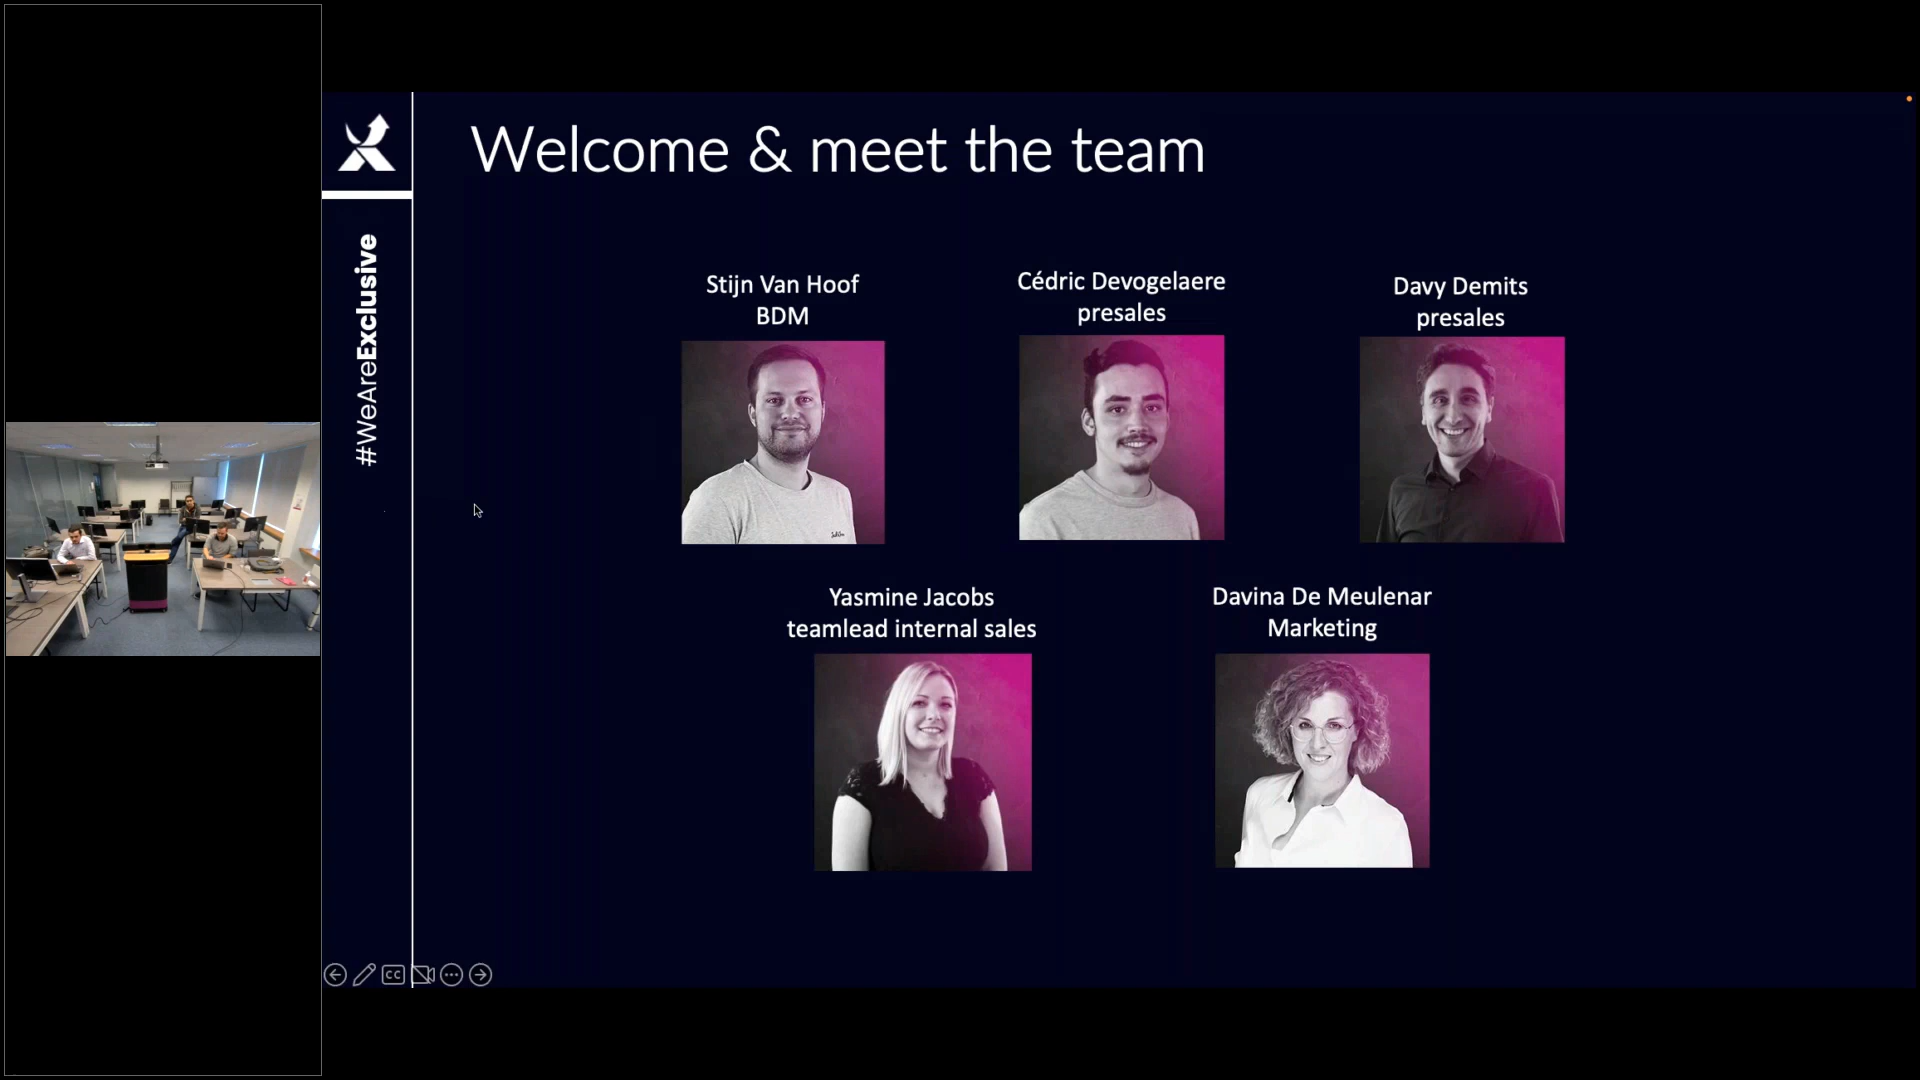 Welcome & meet the team
#WeAreExclusive
Stijn Van Hoof
BDM
Cédric Devogelaere
presales
Davy Demits
presales
Yasmine Jacobs
teamlead internal sales
Davina De Meulenar
Marketing
CC